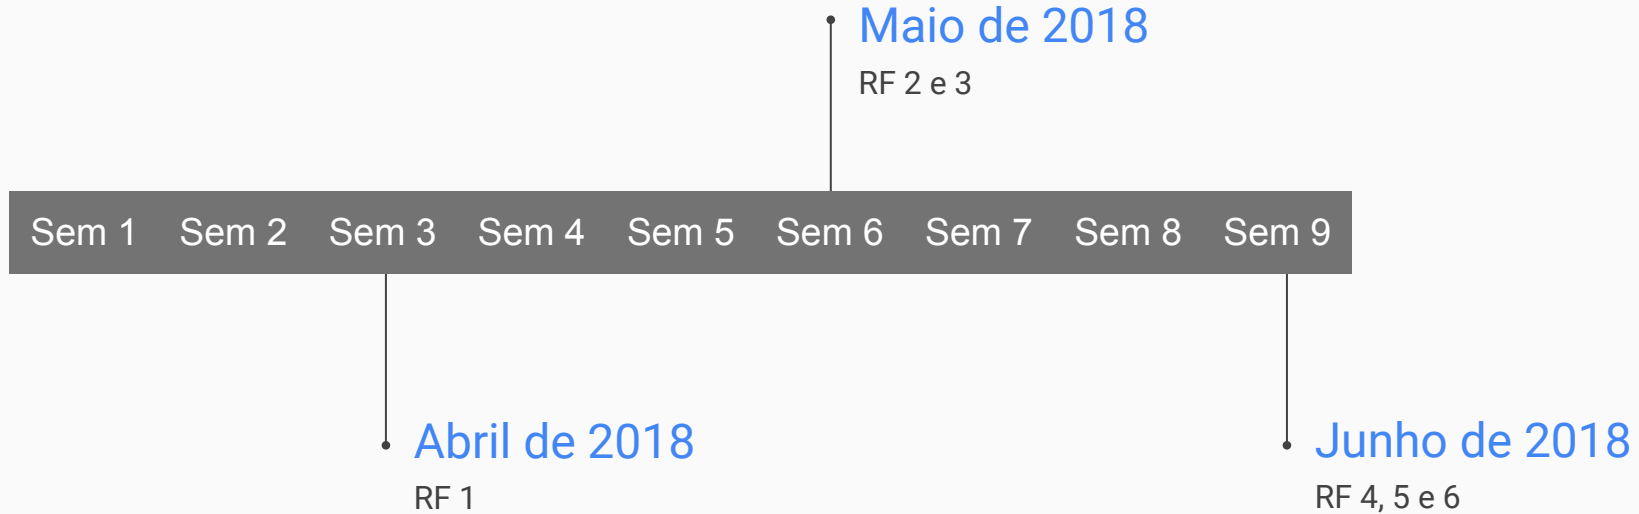 Maio de 2018
RF 2 e 3
Sem 1 Sem 2 Sem 3 Sem 4 Sem 5 Sem 6 Sem 7 Sem 8 Sem 9
Abril de 2018
RF 1
Junho de 2018
RF 4, 5 e 6